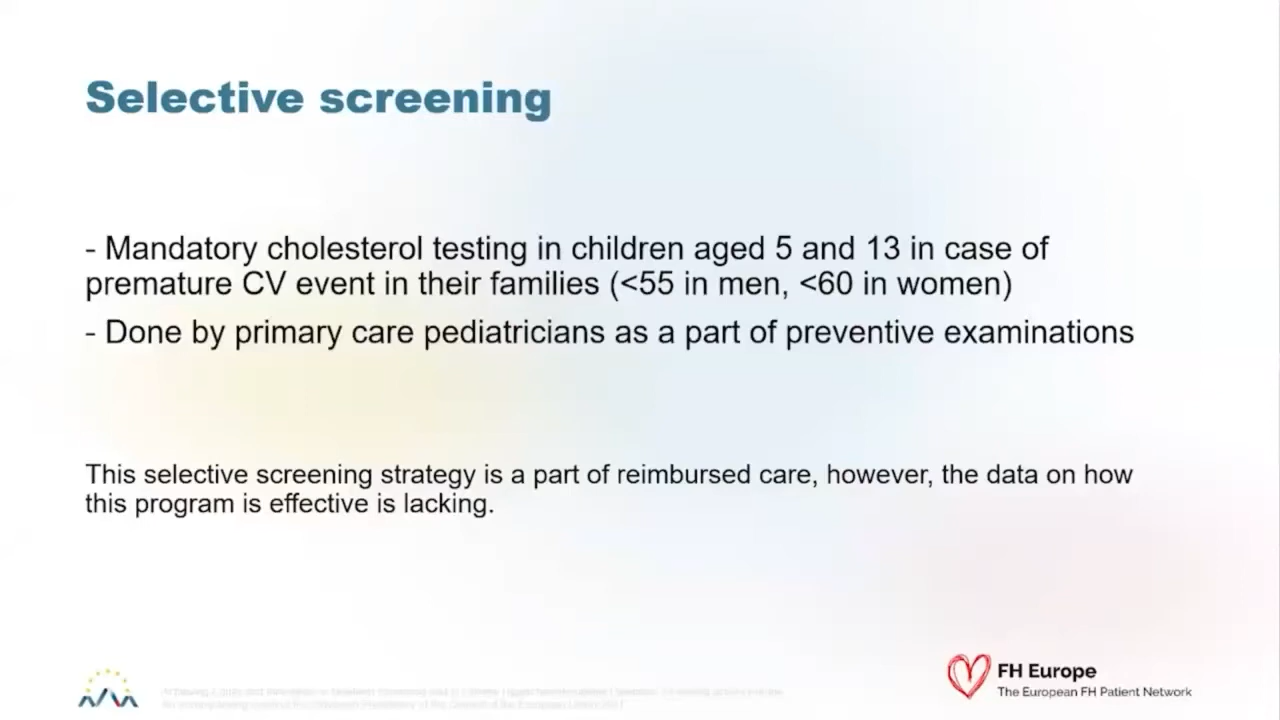 Selective screening
- Mandatory cholesterol testing in children aged 5 and 13 in case of
premature CV event in their families (<55 in men, <60 in women)
- Done by primary care pediatricians as a part of preventive examinations
This selective screening strategy is a part of reimbursed care, however, the data on how
this program is effective is lacking.
FH Europe
The European FH Patient Network